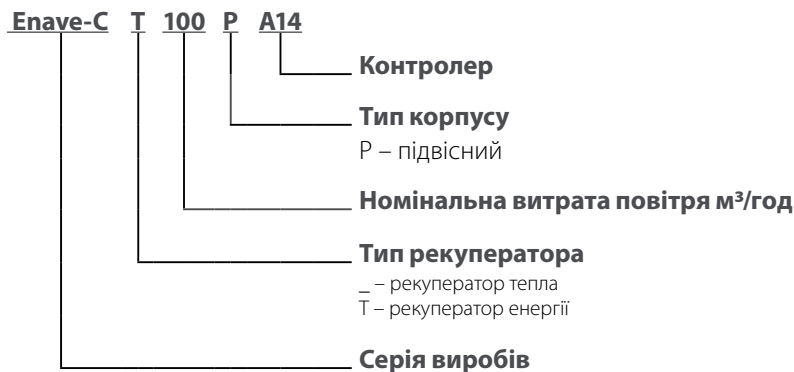 Enave-C T 100 P A14
Контролер
Тип корпусу
P – підвісний
Номінальна витрата повітря м³/год
Тип рекуператора
_ – рекуператор тепла
T – рекуператор енергії
Серія виробів